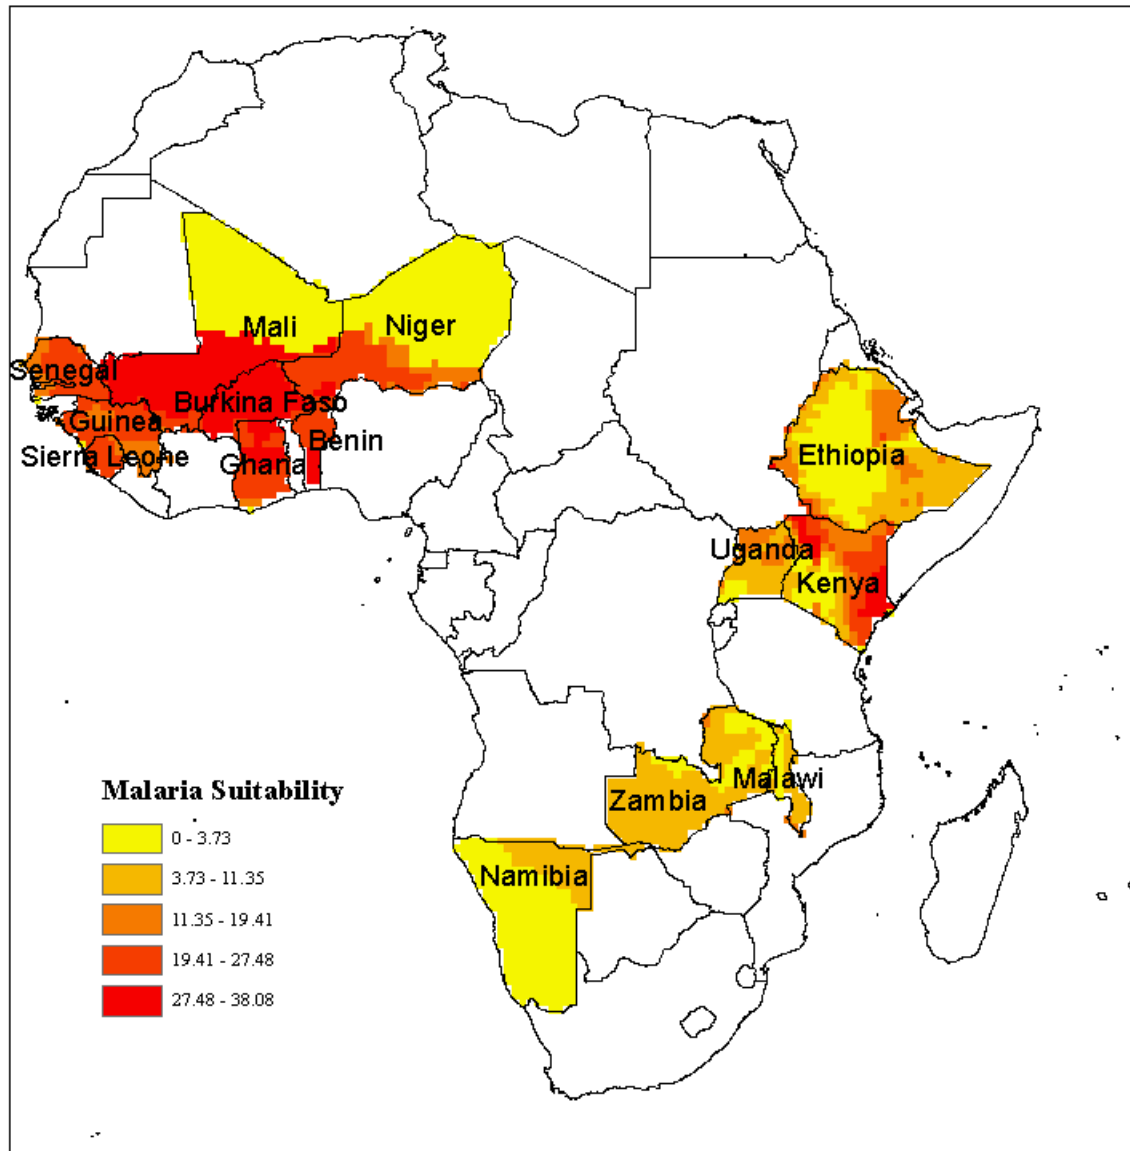 Mali
Niger
Senegal
Burkina Faso
Guinea
Benin
Sierra Leone
Ghana
Ethiopia
Uganda
Kenya
Malawi
Zambia
Namibia
Malaria Suitability
0 - 3.73
3.73 - 11.35
11.35 - 19.41
19.41 - 27.48
27.48 - 38.08